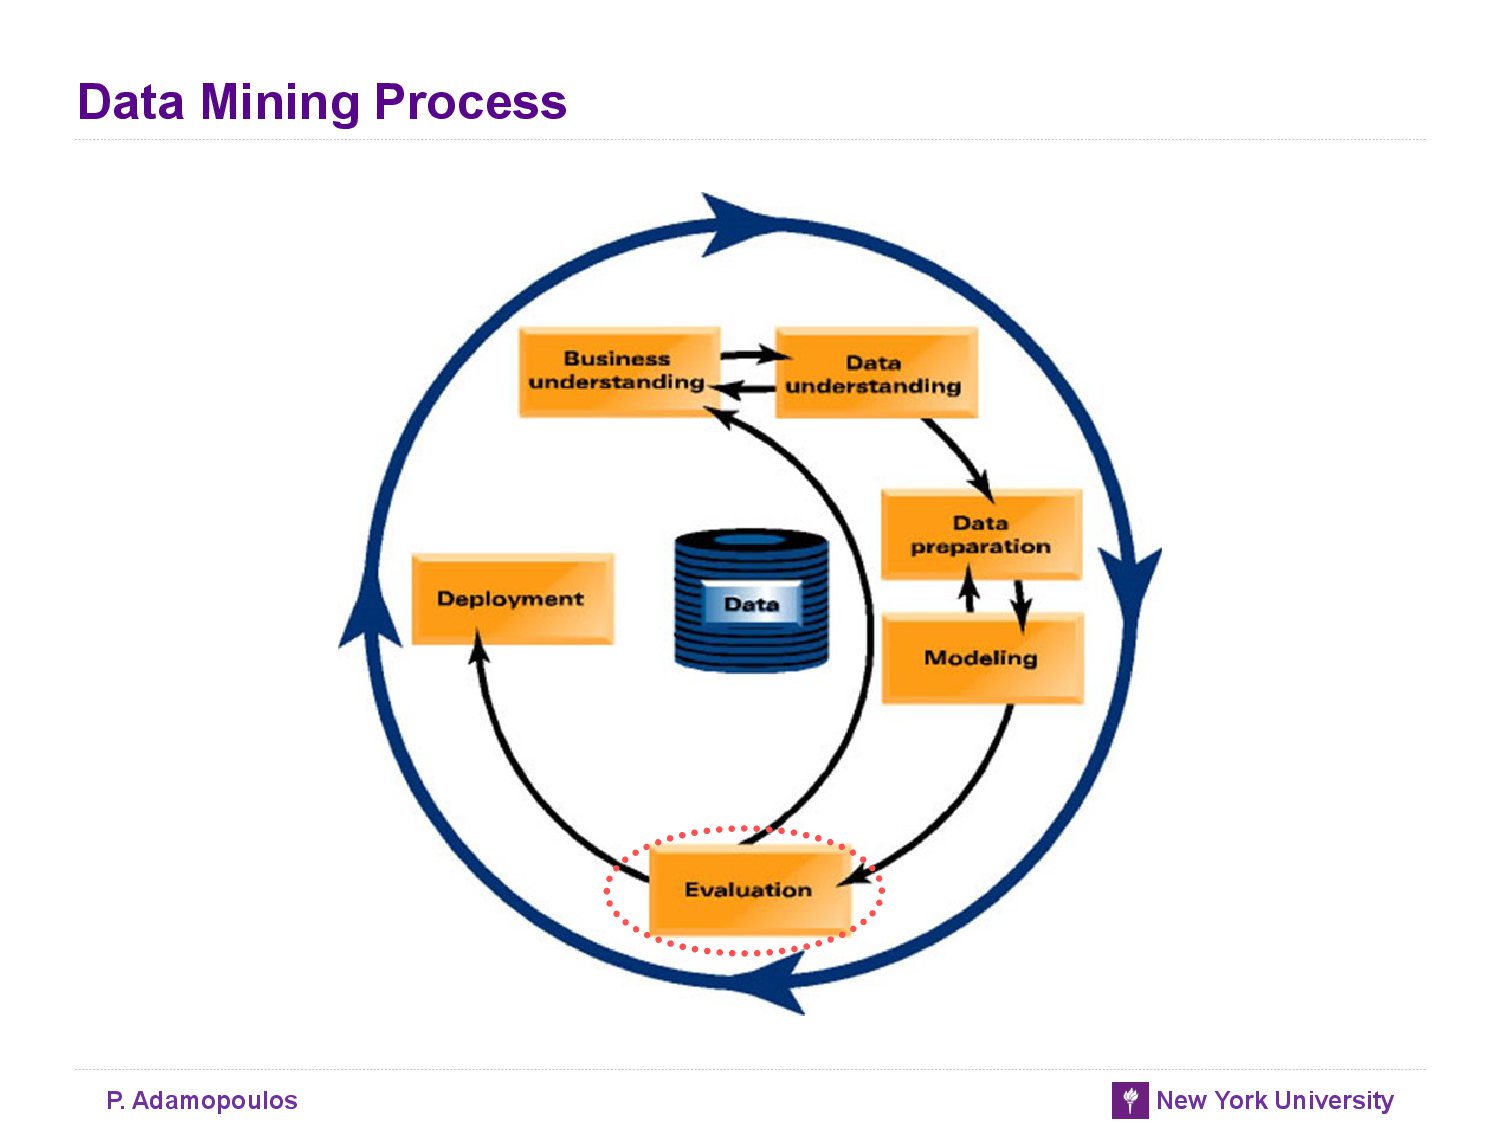 Data Mining Process
Business
understanding
Data
understanding
Data
preparation
Deployment
Data
Modeling
Evaluation
P. Adamopoulos
New York University